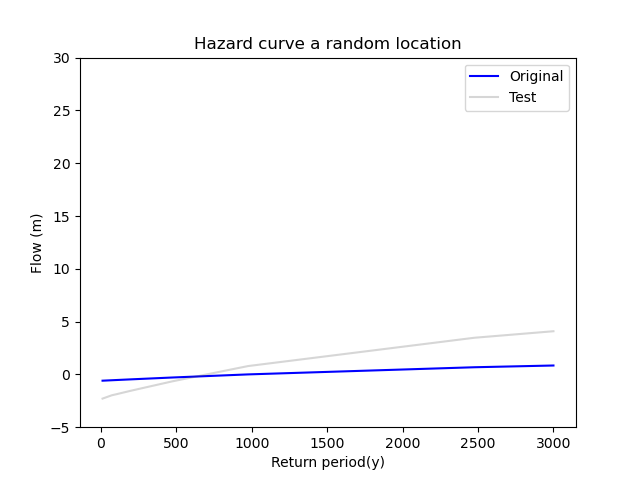 Hazard curve a random location
Original
Test
30
25
20
15
10
5
0
−5
Flow (m)
0 500 1000 1500 2000 2500 3000
Return period(y)